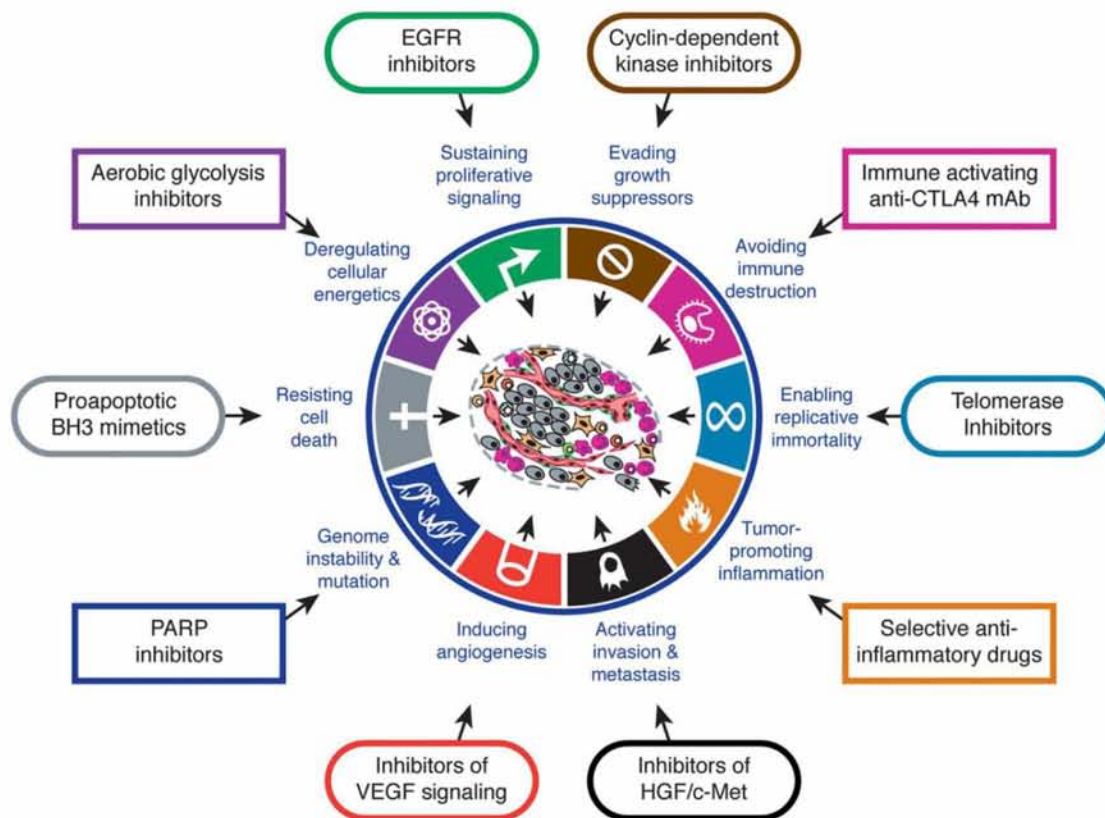 EGFR
inhibitors
Cyclin-dependent
kinase inhibitors
Aerobic glycolysis
inhibitors
Sustaining
proliferative
signaling
Evading
growth
suppressors
Immune activating
anti-CTLA4 mAb
Deregulating
cellular
energetics
Avoiding
immune
destruction
Proapoptotic
BH3 mimetics
Resisting
cell
death
Enabling
replicative
immortality
Telomerase
Inhibitors
Genome
instability &
mutation
Tumor-
promoting
inflammation
PARP
inhibitors
Inducing
angiogenesis
Activating
invasion &
metastasis
Selective anti-
inflammatory drugs
Inhibitors of
VEGF signaling
Inhibitors of
HGF/c-Met